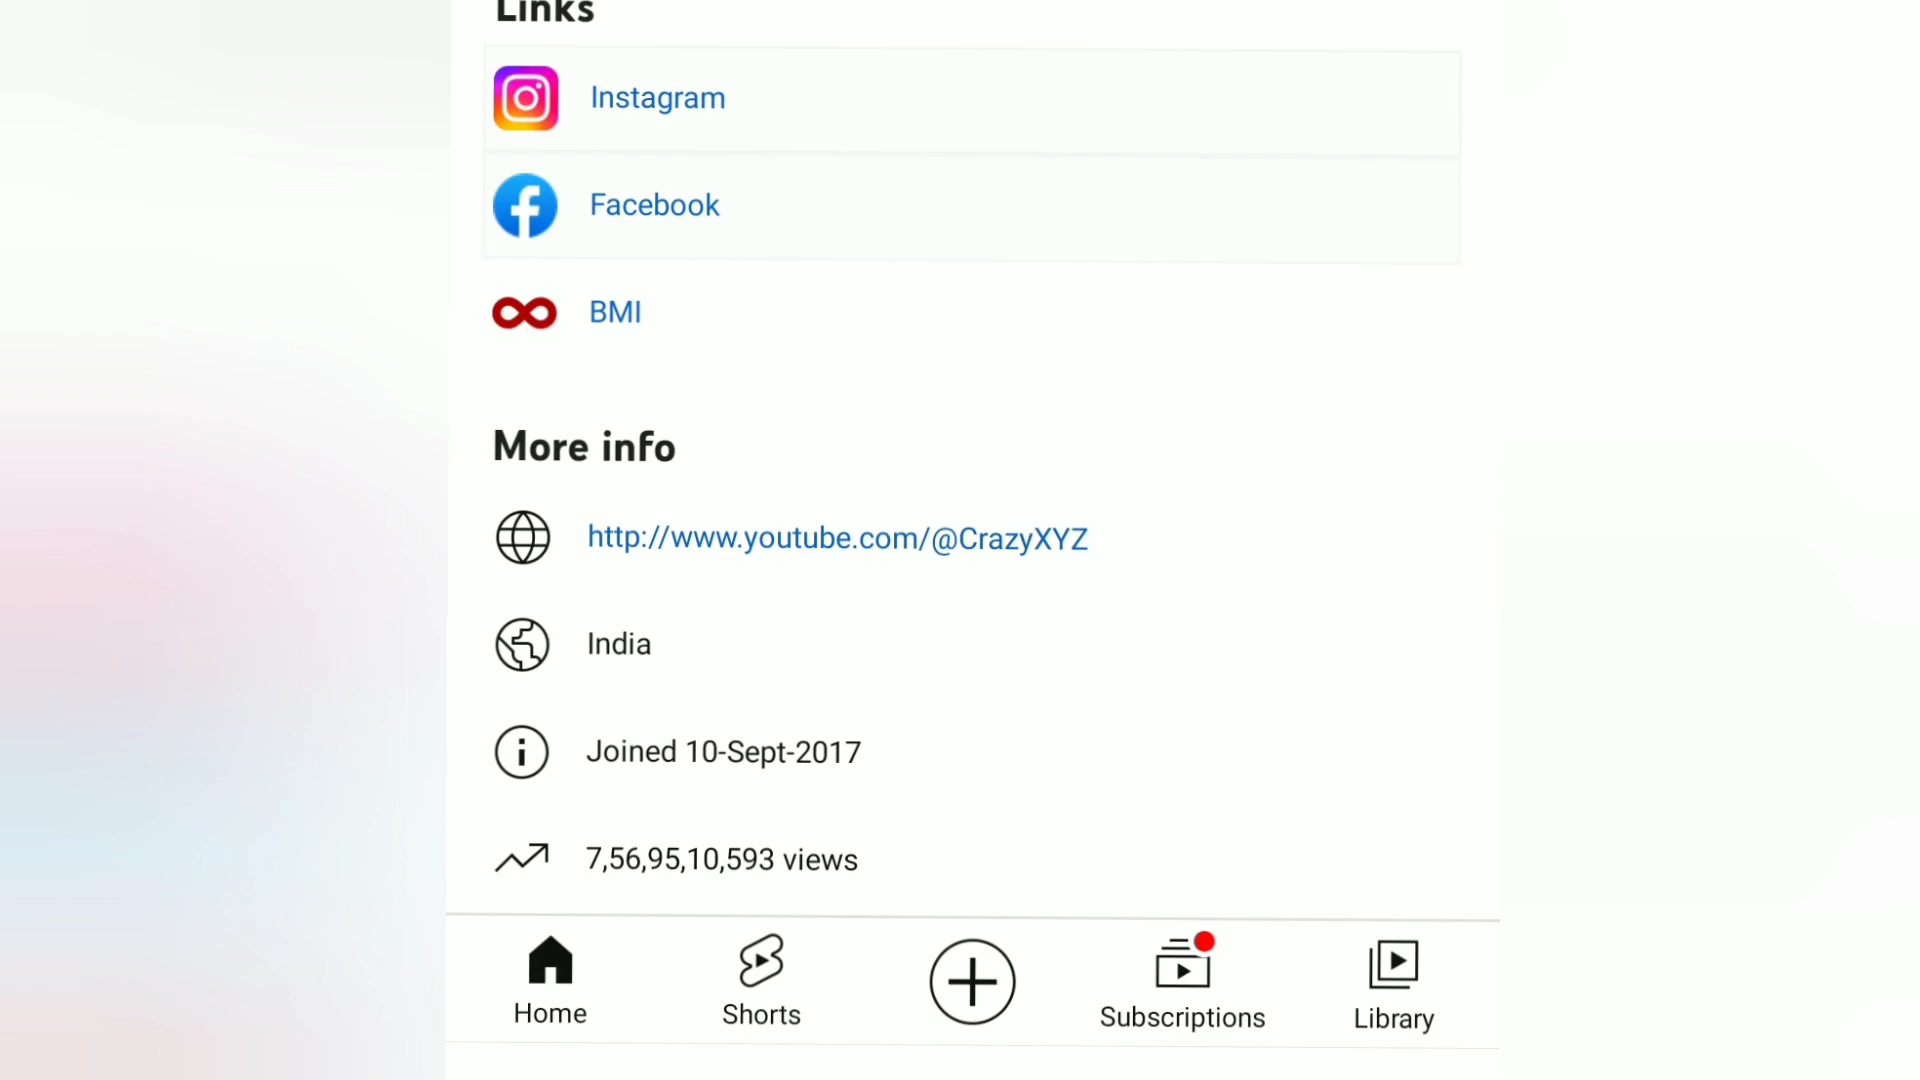 Links
Instagram
Facebook
BMI
More info
http://www.youtube.com/@CrazyXYZ
India
Joined 10-Sept-2017
7,56,95,10,593 views
Home
Shorts
Subscriptions
Library